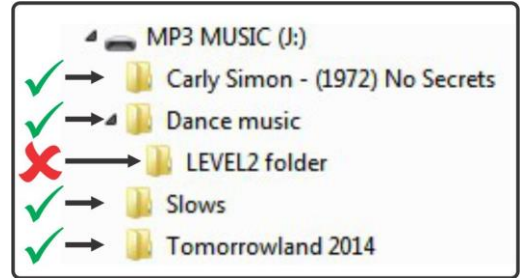 MP3 MUSIC (J:)
Carly Simon - (1972) No Secrets
Dance music
LEVEL2 folder
Slows
Tomorrowland 2014